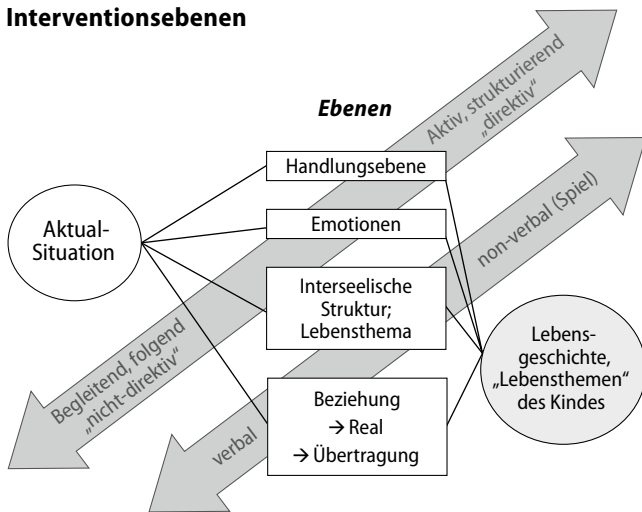 Interventionsebenen
Ebenen
Aktiv, strukturierend
„direktiv“
Handlungsebene
Emotionen
non-verbal (Spiel)
Aktual-
Situation
Interseelische
Struktur;
Lebensthema
Lebens-
geschichte,
„Lebensthemen“
des Kindes
Begleitend, folgend
„nicht-direktiv“
Beziehung
→ Real
→ Übertragung
verbal